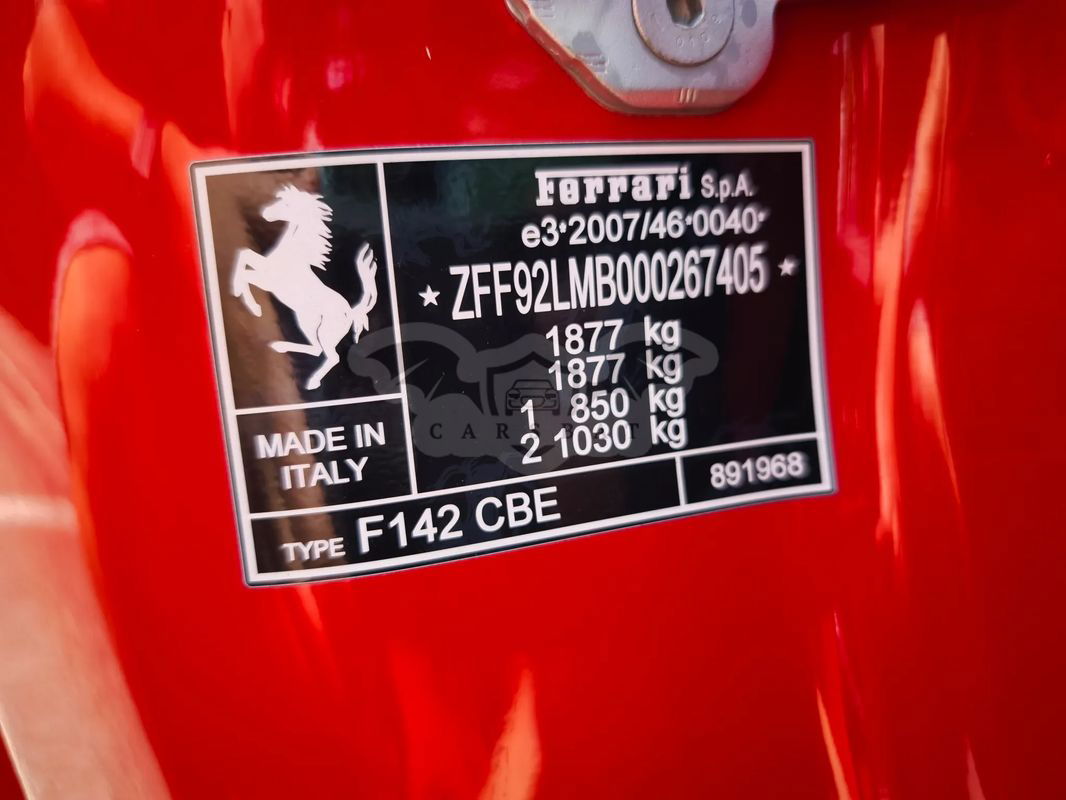 Ferrari S.p.A.
e3*2007/46*0040*
★ ZFF92LMB000267405 ★
1877 kg
1877 kg
1 850 kg
2 1030 kg
MADE IN
ITALY
TYPE F142 CBE
891968
CARSBAT